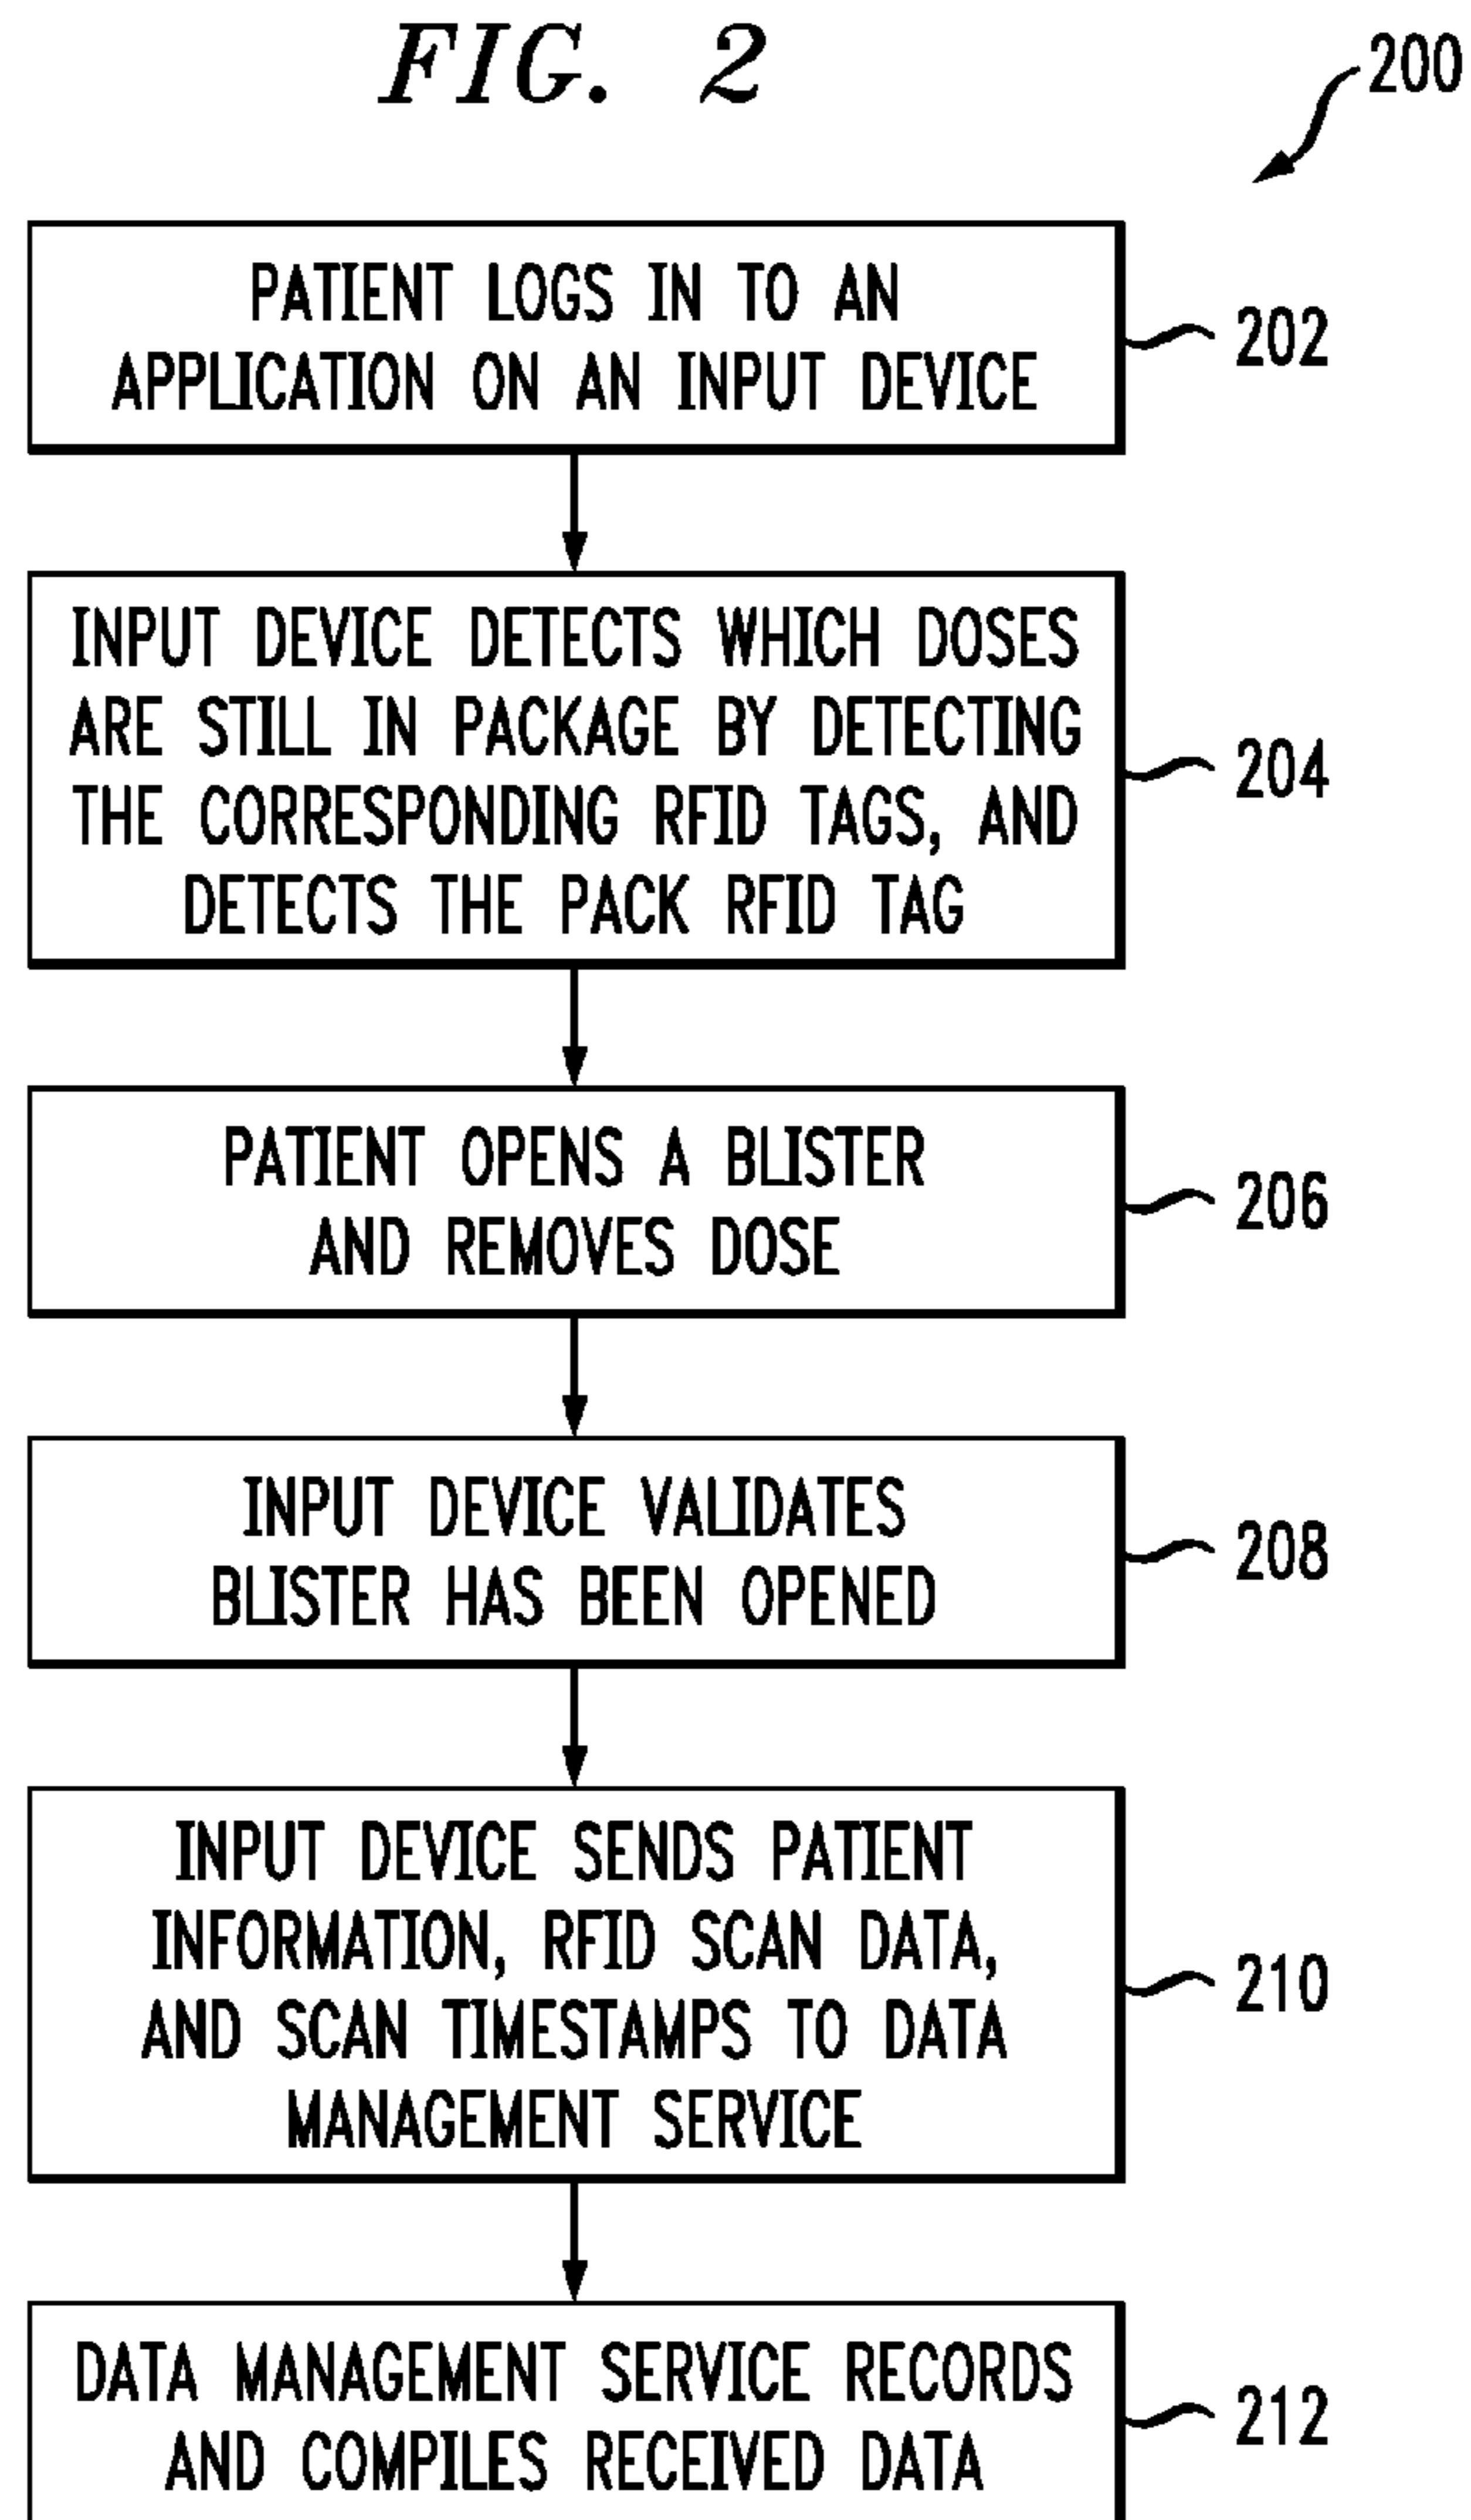 FIG. 2
200
PATIENT LOGS IN TO AN
APPLICATION ON AN INPUT DEVICE
202
INPUT DEVICE DETECTS WHICH DOSES
ARE STILL IN PACKAGE BY DETECTING
THE CORRESPONDING RFID TAGS, AND
DETECTS THE PACK RFID TAG
204
PATIENT OPENS A BLISTER
AND REMOVES DOSE
206
INPUT DEVICE VALIDATES
BLISTER HAS BEEN OPENED
208
INPUT DEVICE SENDS PATIENT
INFORMATION, RFID SCAN DATA,
AND SCAN TIMESTAMPS TO DATA
MANAGEMENT SERVICE
210
DATA MANAGEMENT SERVICE RECORDS
AND COMPILES RECEIVED DATA
212